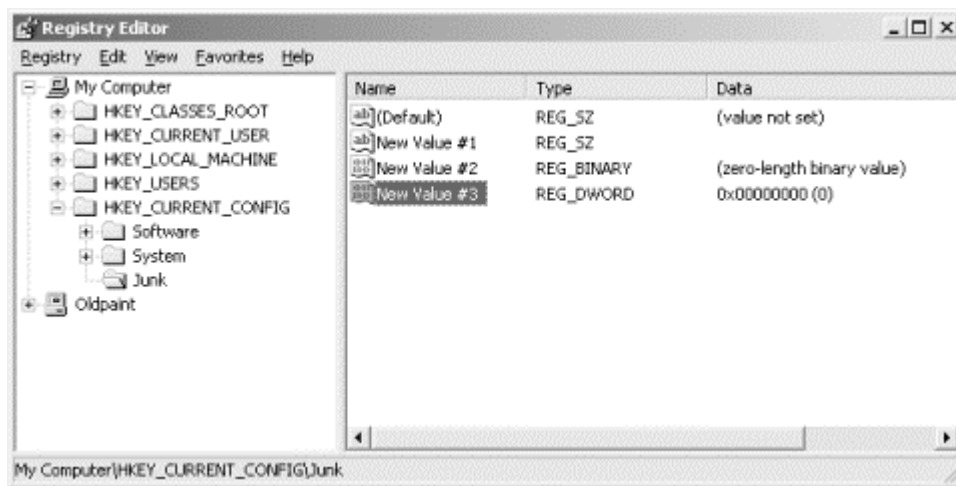 Registry Editor
Registry Edit View Favorites Help
My Computer
HKEY_CLASSES_ROOT
HKEY_CURRENT_USER
HKEY_LOCAL_MACHINE
HKEY_USERS
HKEY_CURRENT_CONFIG
Software
System
Junk
Oldpaint
Name Type Data
(Default) REG_SZ (value not set)
New Value #1 REG_SZ
New Value #2 REG_BINARY (zero-length binary value)
New Value #3 REG_DWORD 0x00000000 (0)
My Computer\HKEY_CURRENT_CONFIG\Junk